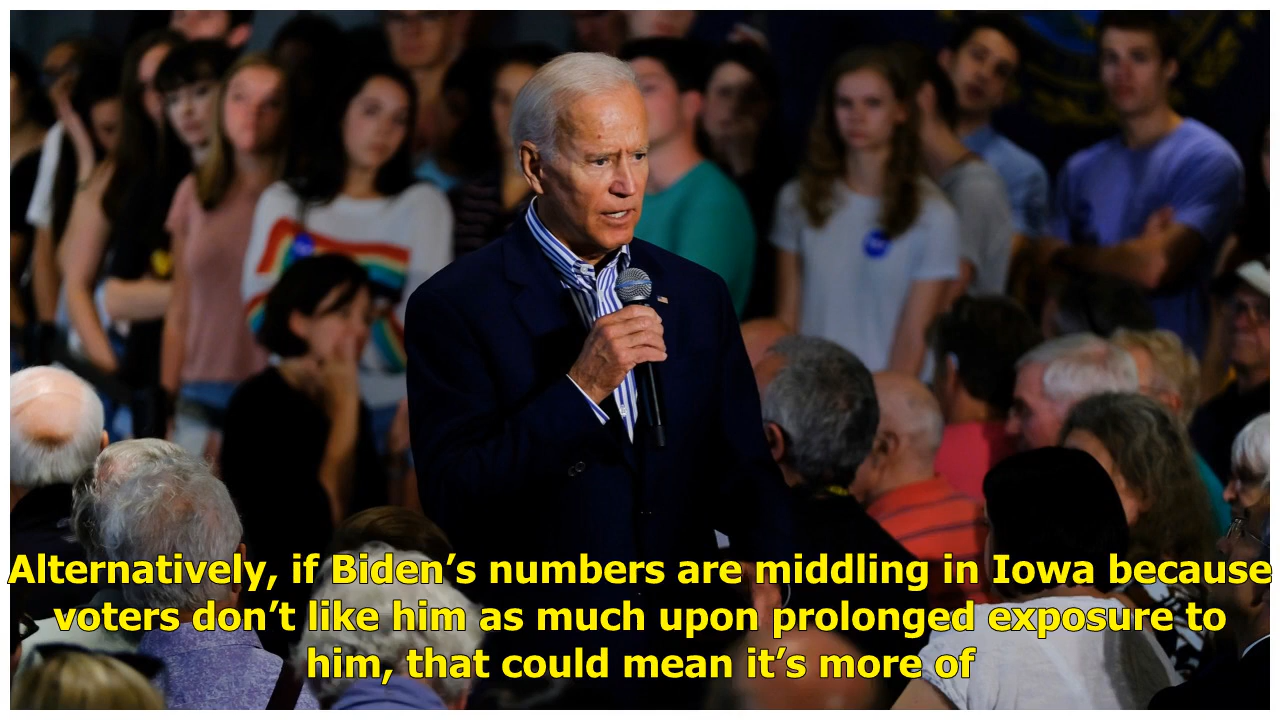 Alternatively, if Biden’s numbers are middling in Iowa because
voters don’t like him as much upon prolonged exposure to
him, that could mean it’s more of